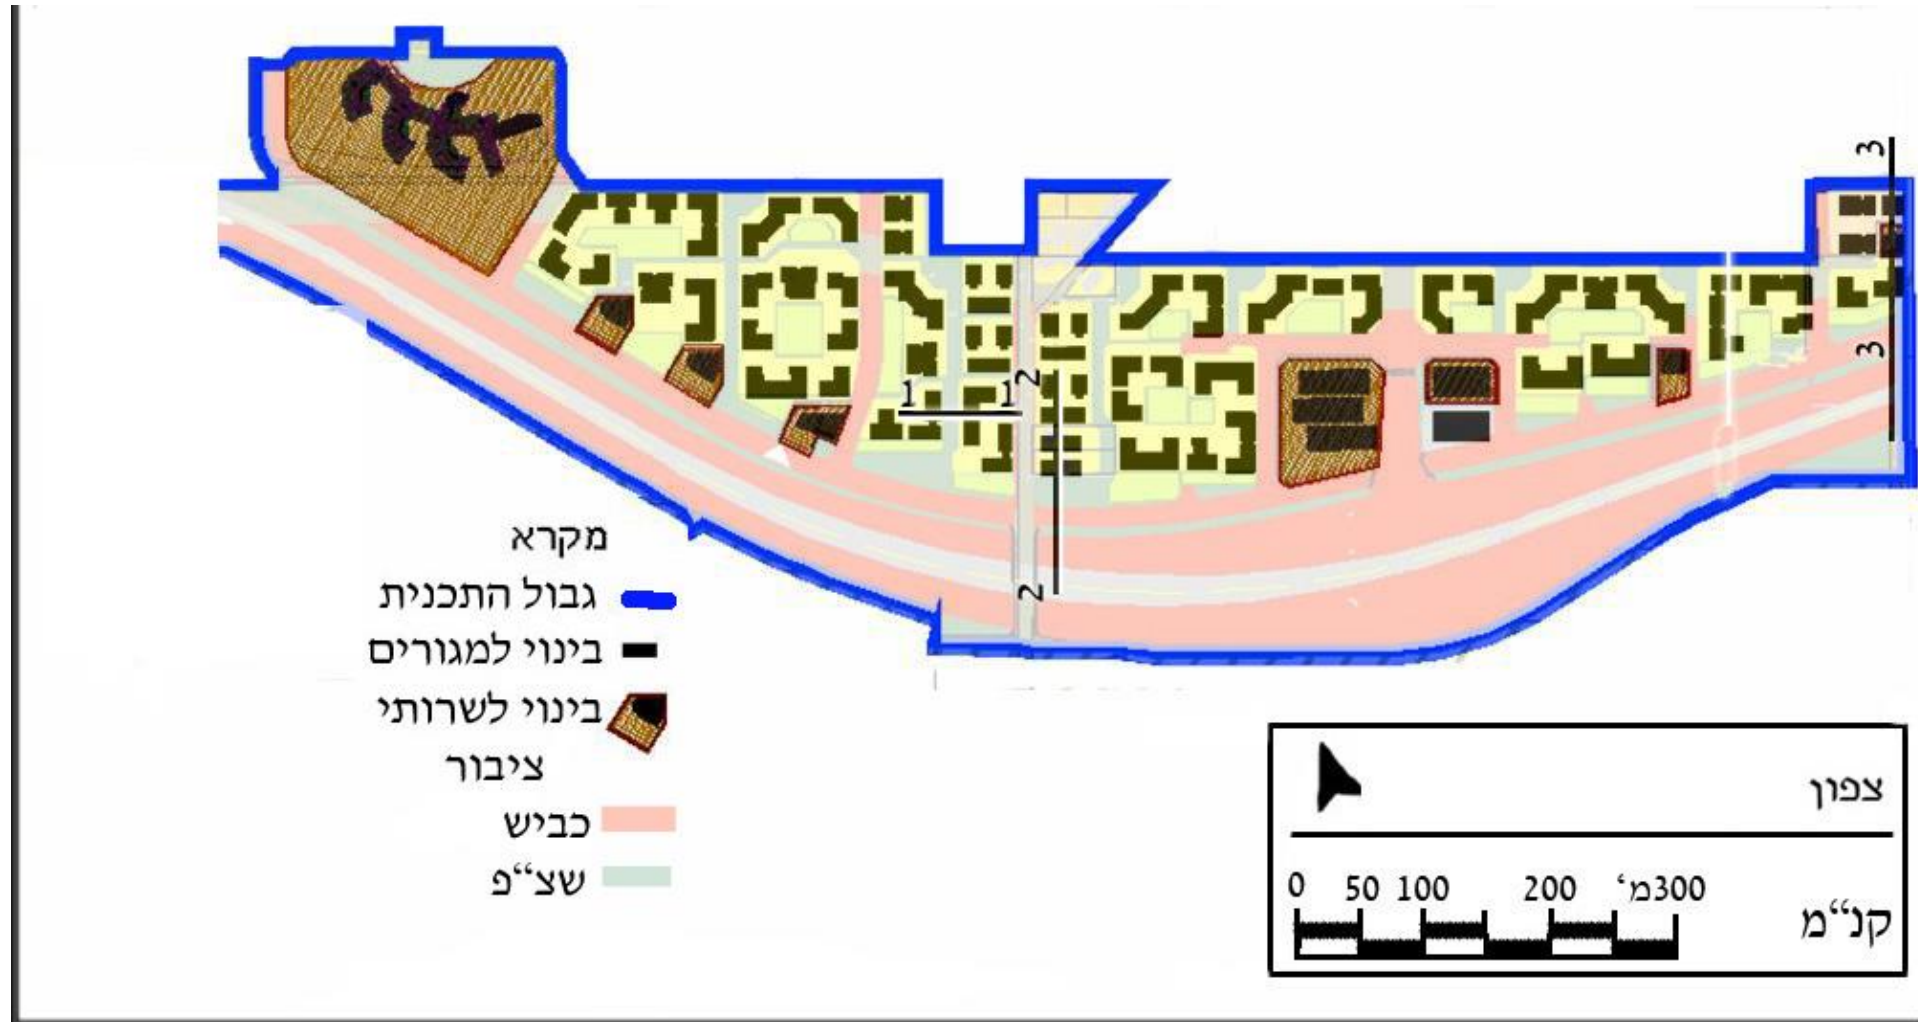 3
3
1 1
2
2
מקרא
גבול התכנית
בינוי למגורים
בינוי לשרותי
ציבור
כביש
שצ“פ
צפון
0 50 100 200 300מ‘
קנ“מ